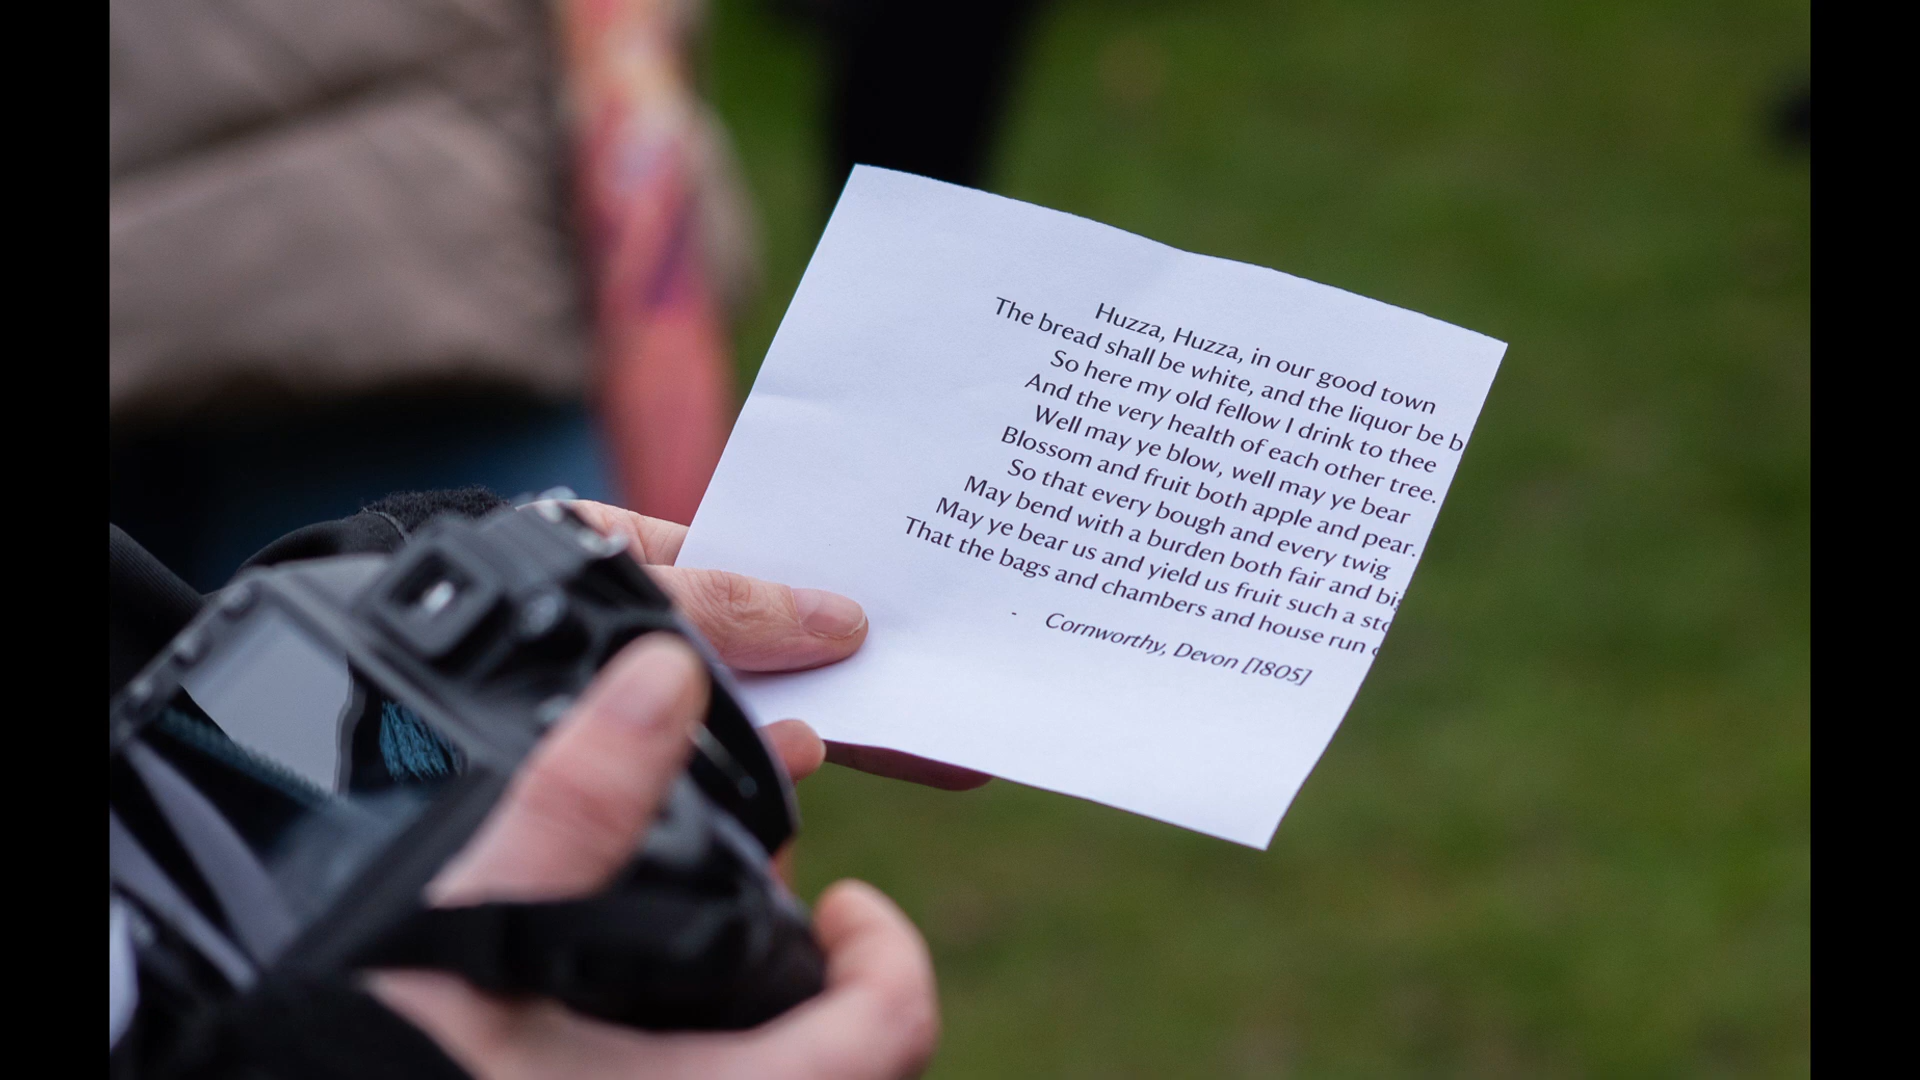 Huzza, Huzza, in our good town
The bread shall be white, and the liquor be b
So here my old fellow I drink to thee
And the very health of each other tree.
Well may ye blow, well may ye bear
Blossom and fruit both apple and pear.
So that every bough and every twig
May bend with a burden both fair and big
May ye bear us and yield us fruit such a sto
That the bags and chambers and house run
- Cornworthy, Devon [1805]